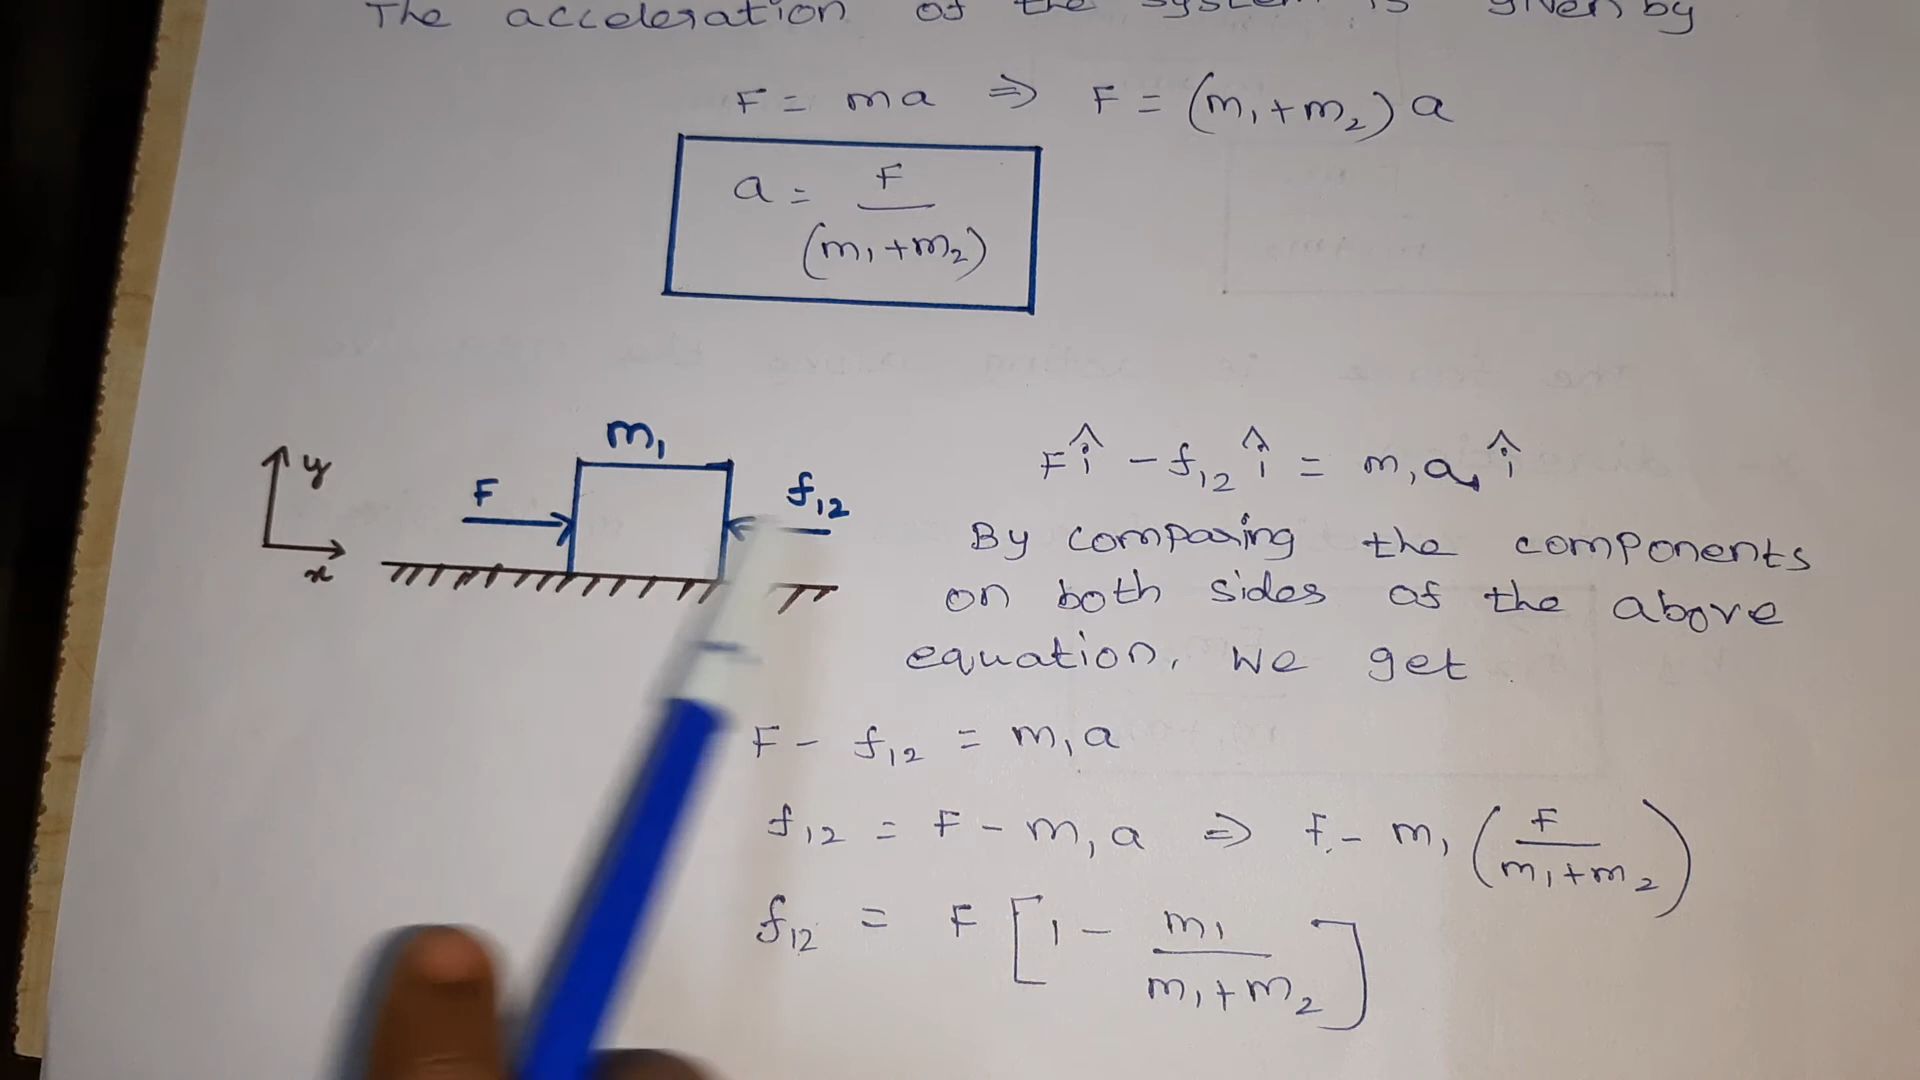 The acceleration of the system is given by
F = ma ⇒ F = (m₁+m₂) a
a = F / (m₁+m₂)
m₁
y
F
f₁₂
x
Fî - f₁₂ î = m₁a î
By comparing the components
on both sides of the above
equation, we get
F - f₁₂ = m₁a
f₁₂ = F - m₁a ⇒ F - m₁ (F / m₁+m₂)
f₁₂ = F [1 - m₁ / m₁+m₂]